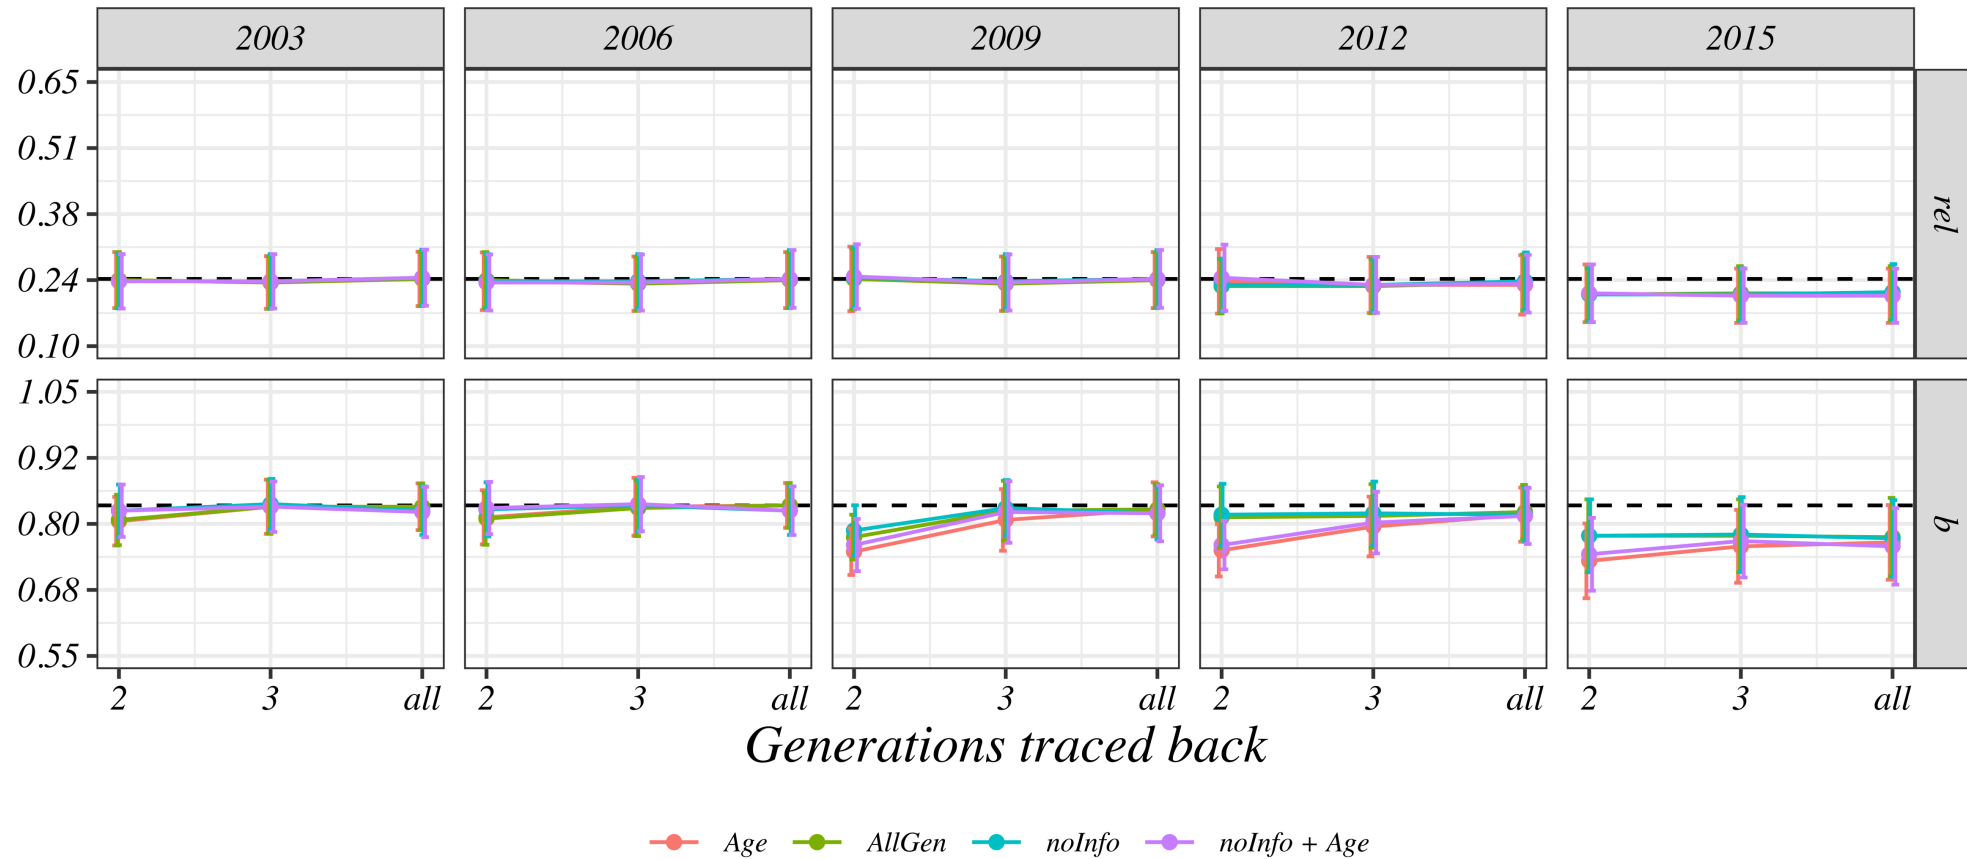 2003 2006 2009 2012 2015
0.65
0.51
0.38
0.24
0.10
rel
1.05
0.92
0.80
0.68
0.55
b
2 3 all 2 3 all 2 3 all 2 3 all 2 3 all
Generations traced back
Age AllGen noInfo noInfo + Age